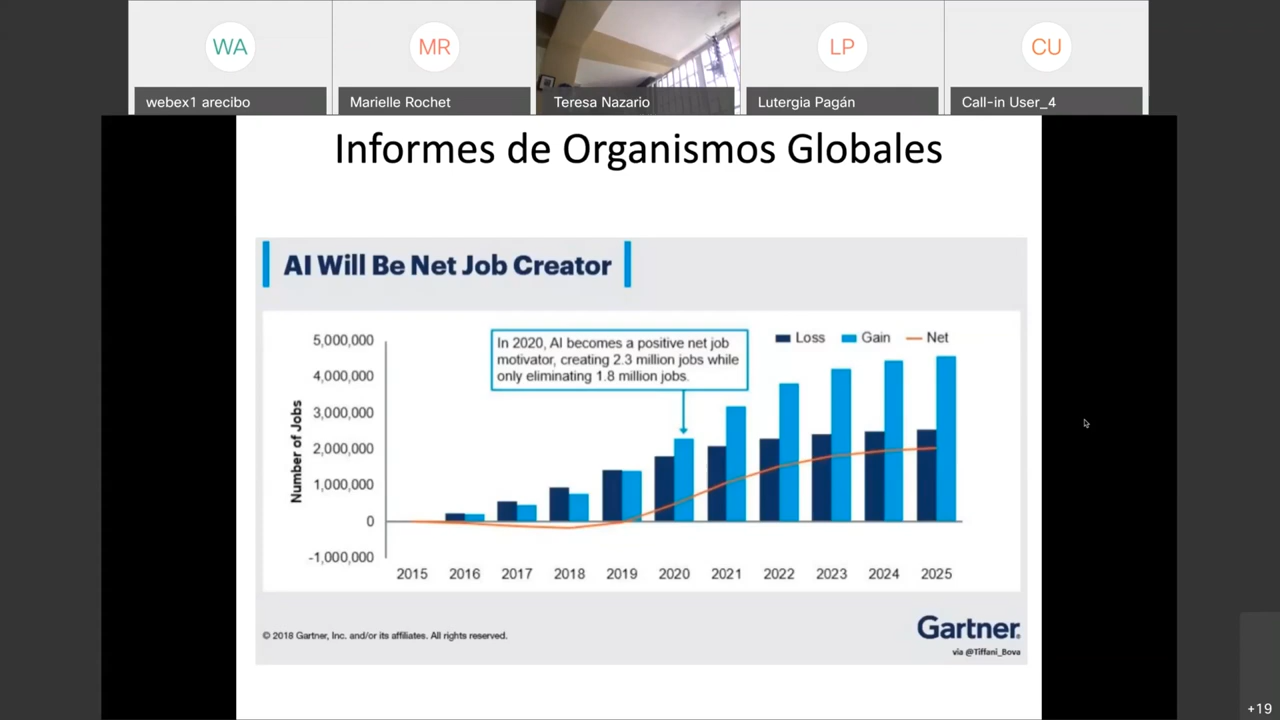 WA
MR
LP
CU
webex1 arecibo
Marielle Rochet
Teresa Nazario
Lutergia Pagán
Call-in User_4
Informes de Organismos Globales
AI Will Be Net Job Creator
In 2020, AI becomes a positive net job
motivator, creating 2.3 million jobs while
only eliminating 1.8 million jobs.
Loss
Gain
Net
Number of Jobs
5,000,000
4,000,000
3,000,000
2,000,000
1,000,000
0
-1,000,000
2015 2016 2017 2018 2019 2020 2021 2022 2023 2024 2025
© 2018 Gartner, Inc. and/or its affiliates. All rights reserved.
Gartner.
via @Tiffani_Bova
+19